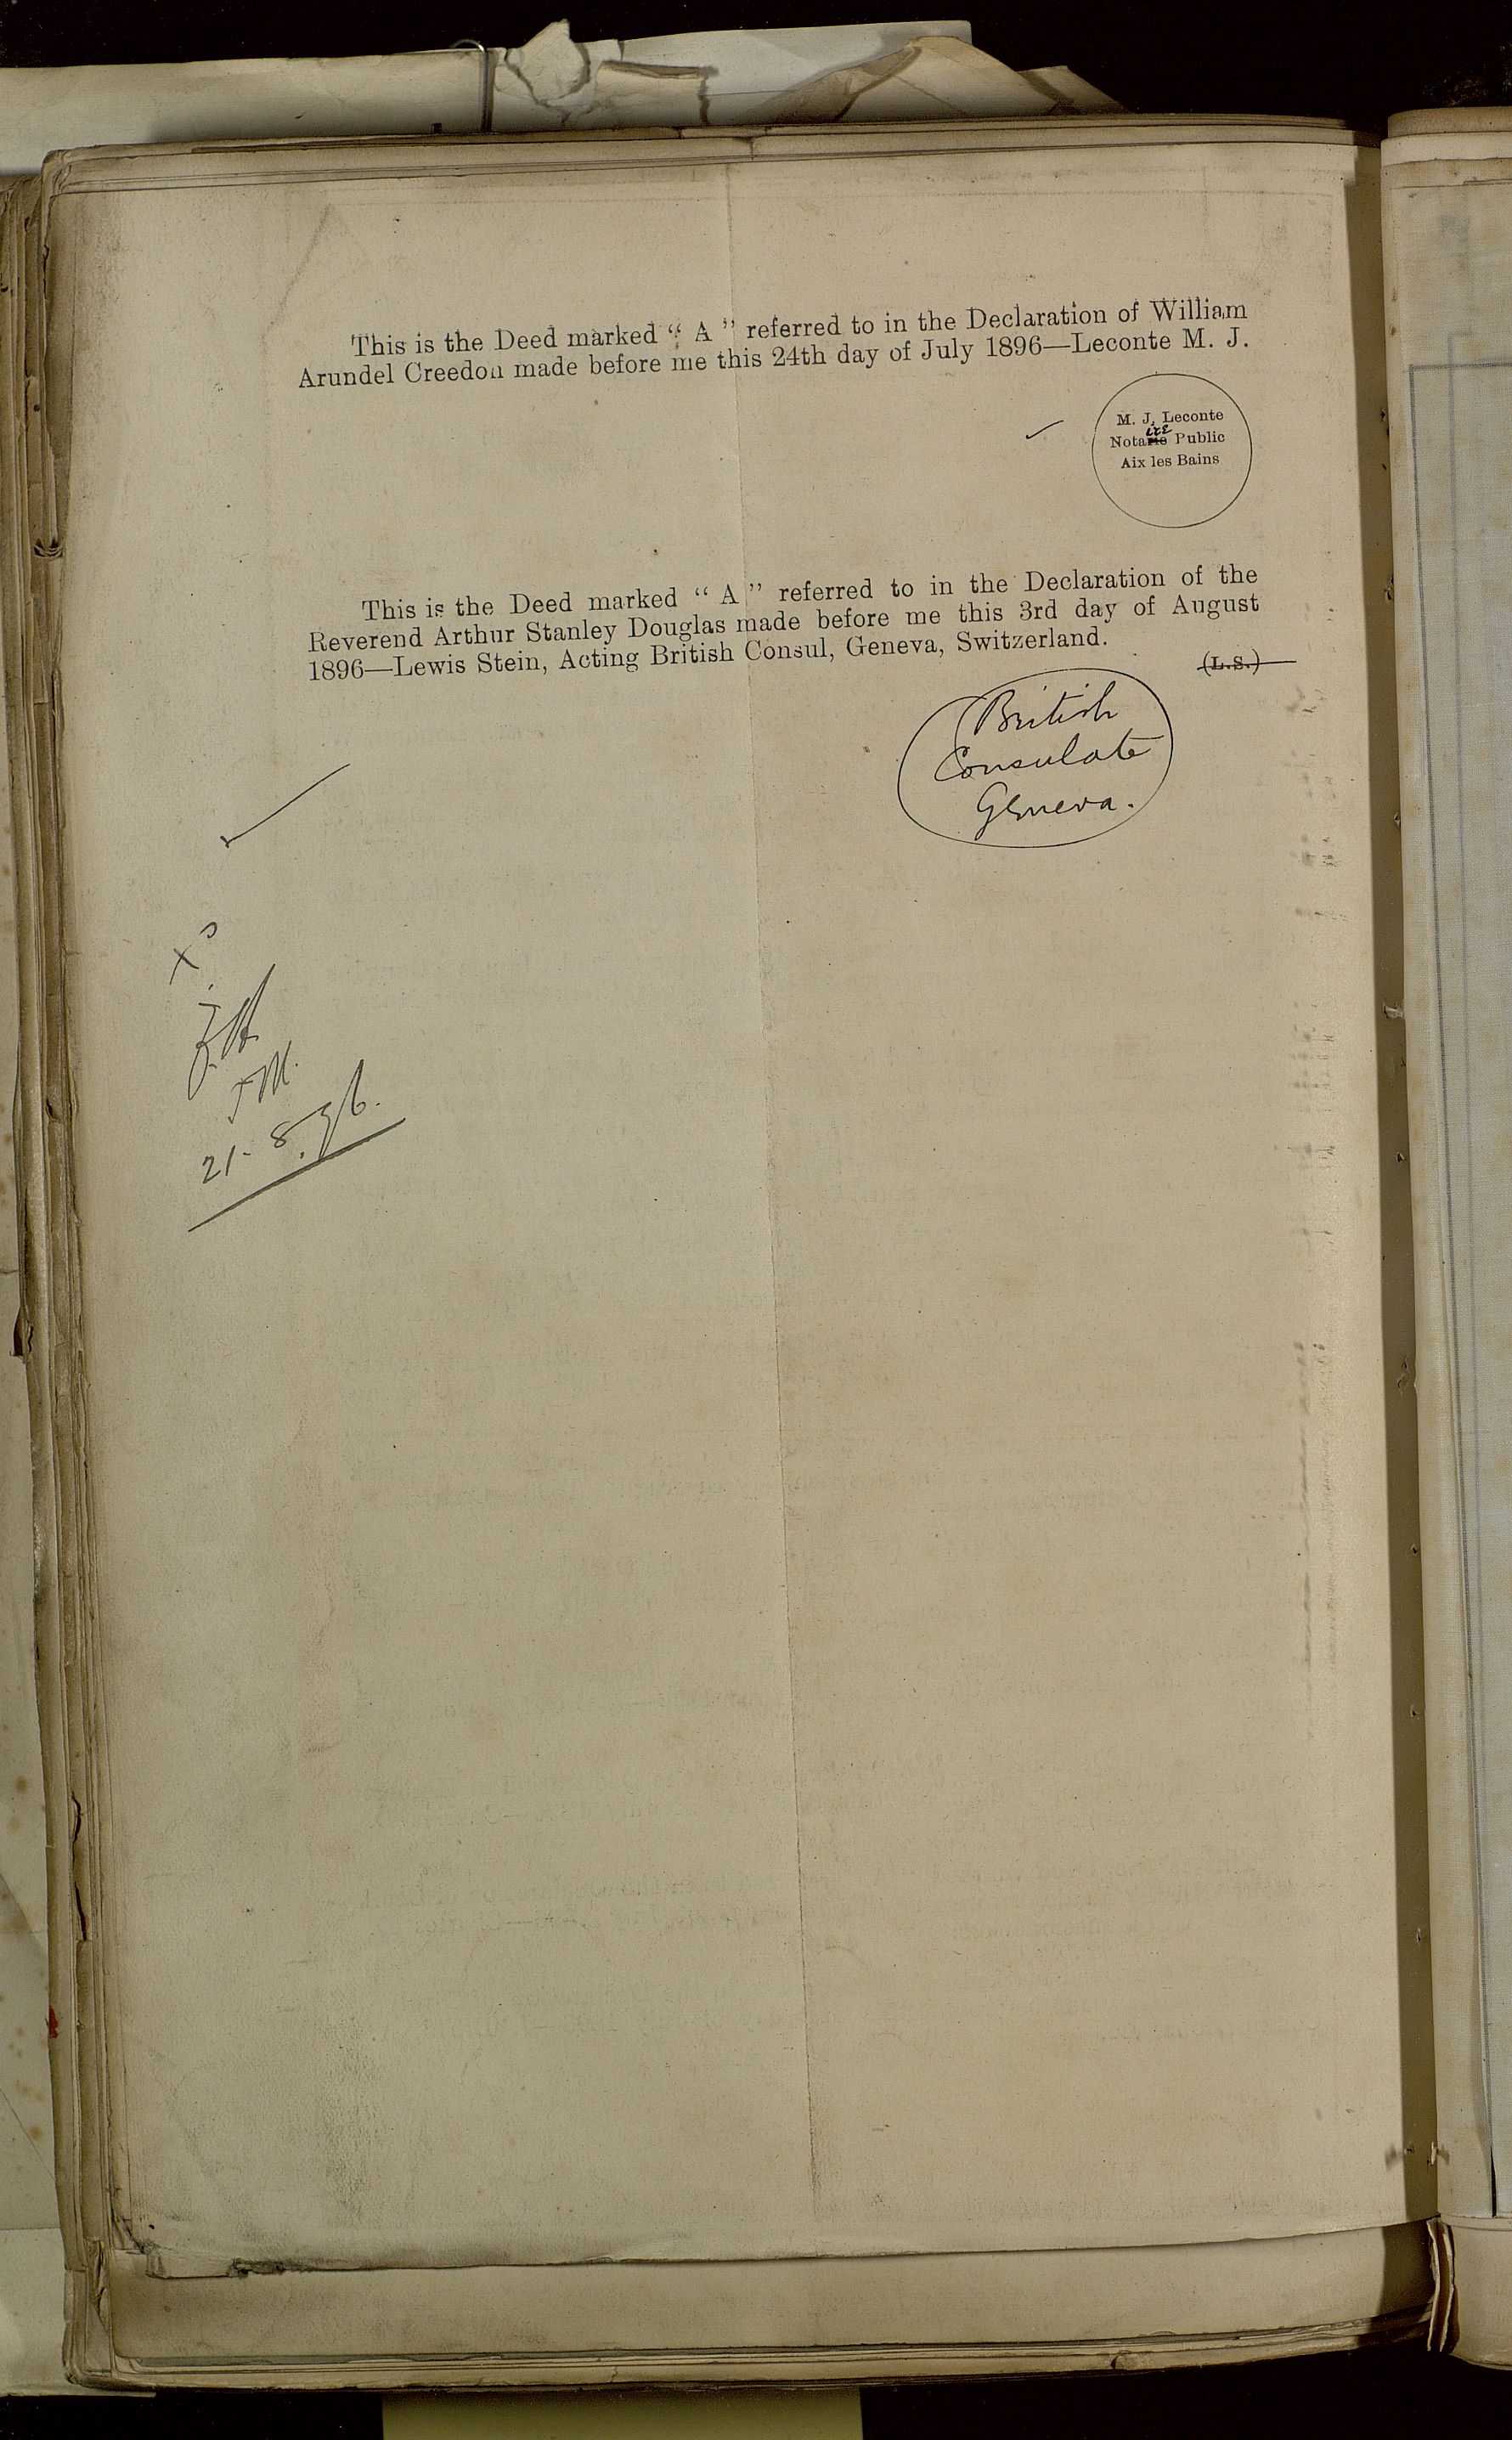 This is the Deed marked “ A ” referred to in the Declaration of William
Arundel Creedon made before me this 24th day of July 1896—Leconte M. J.
M. J. Leconte
Notaire Public
Aix les Bains
This is the Deed marked “ A ” referred to in the Declaration of the
Reverend Arthur Stanley Douglas made before me this 3rd day of August
1896—Lewis Stein, Acting British Consul, Geneva, Switzerland.
(L.S.)
British
Consulate
Geneva.
21. 8. 96.